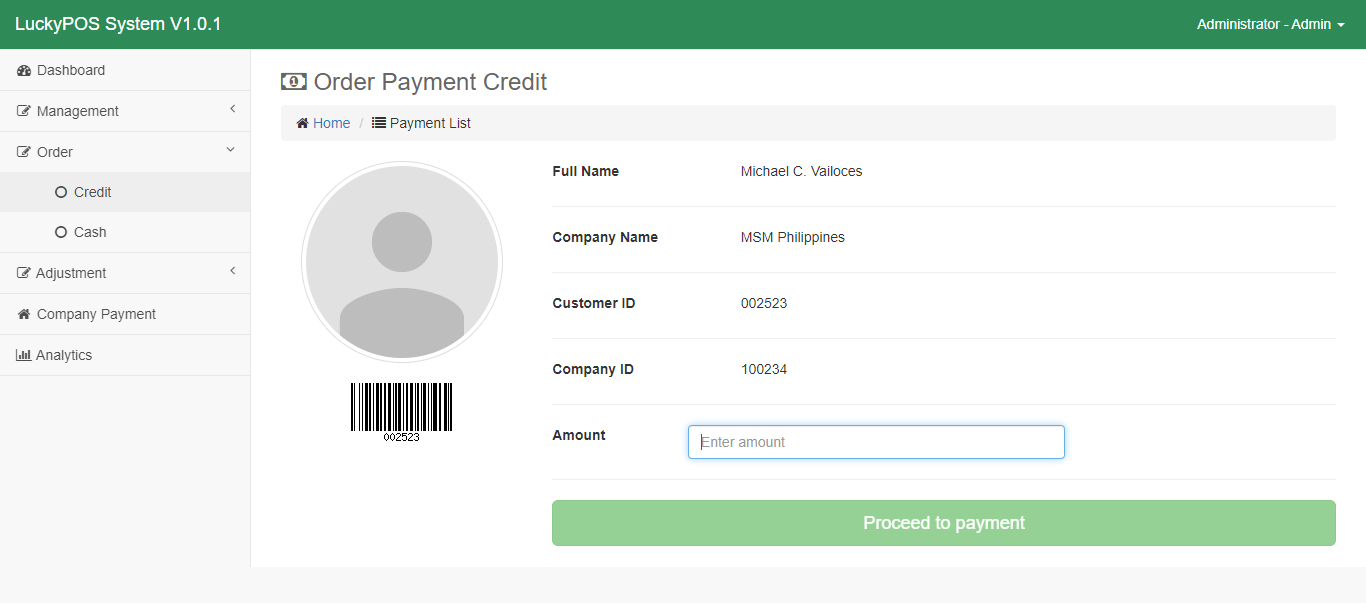 LuckyPOS System V1.0.1
Administrator - Admin
Dashboard
Management
Order
Credit
Cash
Adjustment
Company Payment
Analytics
Order Payment Credit
Home / Payment List
002523
Full Name Michael C. Vailoces
Company Name MSM Philippines
Customer ID 002523
Company ID 100234
Amount Enter amount
Proceed to payment